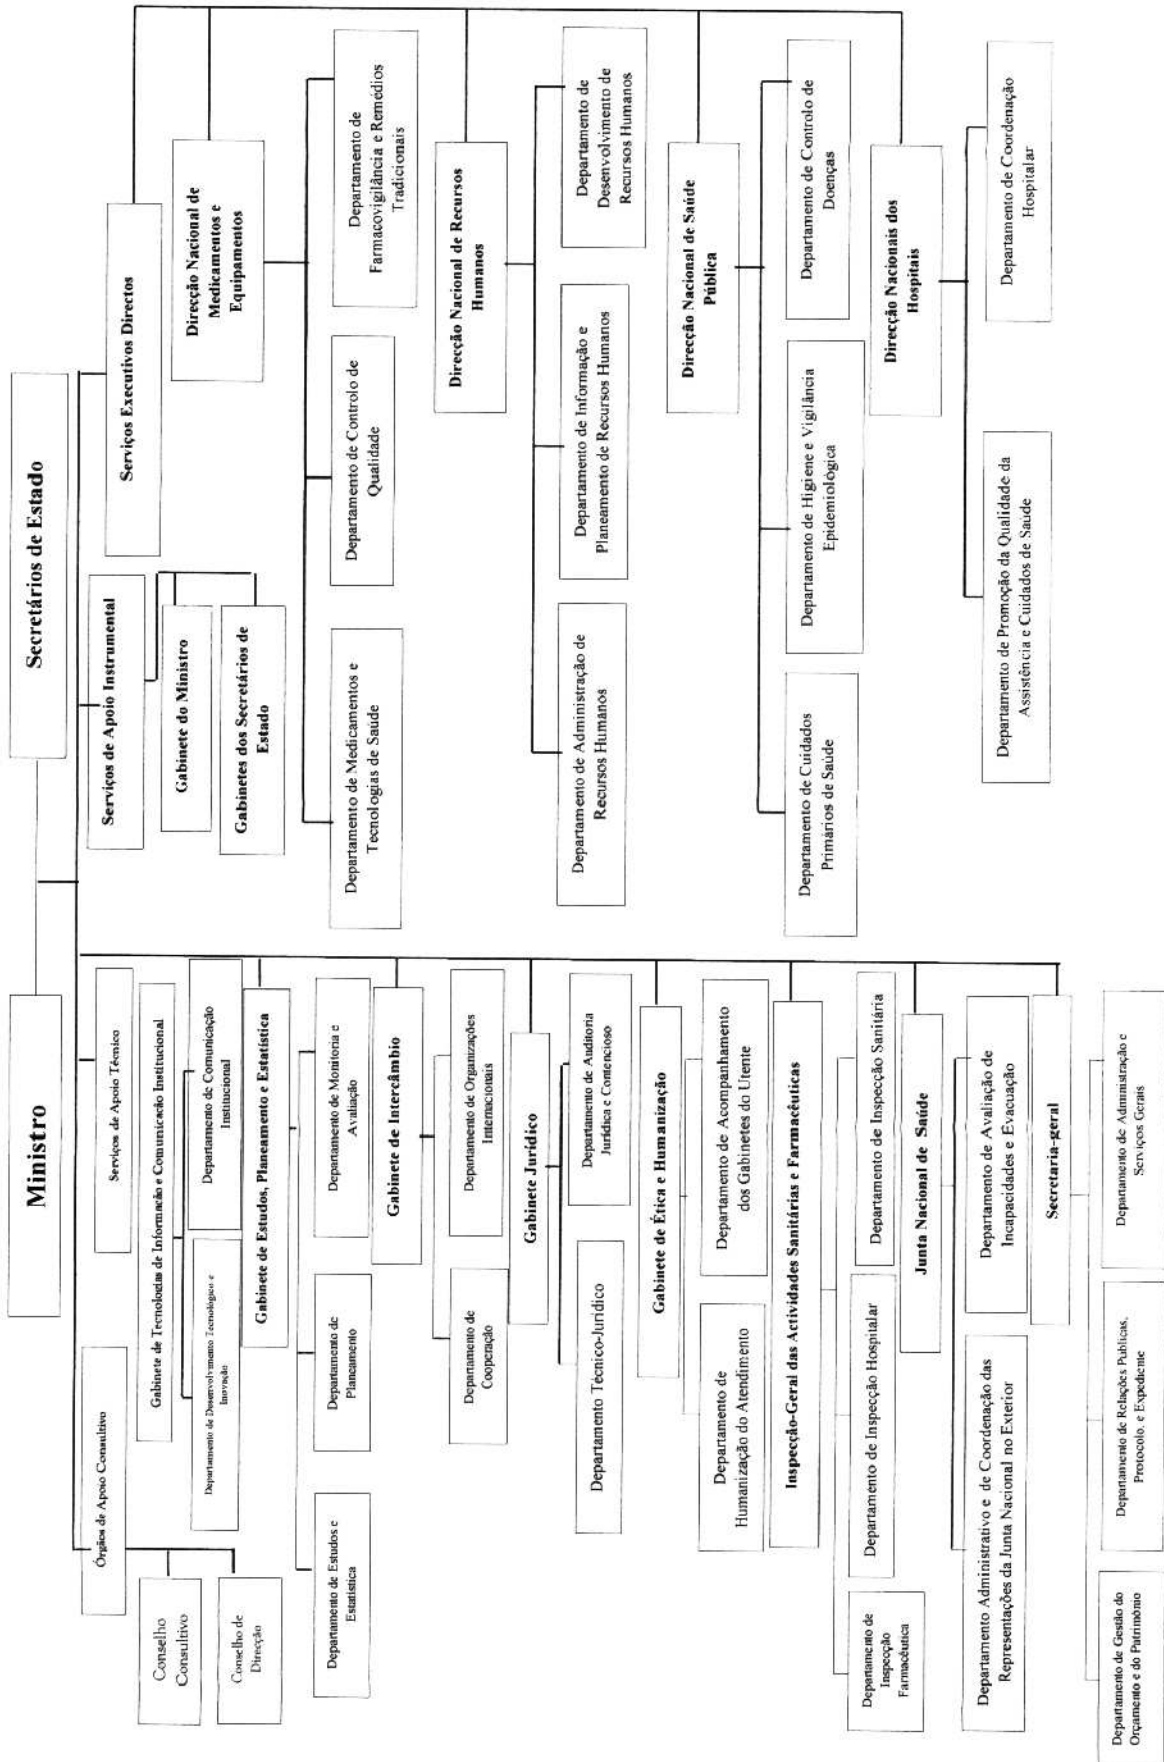 Ministro
Secretários de Estado
Órgãos de Apoio Consultivo
Serviços de Apoio Técnico
Serviços de Apoio Instrumental
Serviços Executivos Directos
Conselho
Consultivo
Conselho de
Direcção
Gabinete de Tecnologias de Informação e Comunicação Institucional
Departamento de Desenvolvimento Tecnológico e
Inovação
Departamento de Comunicação
Institucional
Gabinete de Estudos, Planeamento e Estatística
Departamento de Estudos e
Estatística
Departamento de
Planeamento
Departamento de Monitoria e
Avaliação
Gabinete de Intercâmbio
Departamento de
Cooperação
Departamento de Organizações
Internacionais
Gabinete Jurídico
Departamento Técnico-Jurídico
Departamento de Auditoria
Jurídica e Contencioso
Gabinete de Ética e Humanização
Departamento de
Humanização do Atendimento
Departamento de Acompanhamento
dos Gabinetes do Utente
Inspecção-Geral das Actividades Sanitárias e Farmacêuticas
Departamento de
Inspecção
Farmacêutica
Departamento de Inspecção Hospitalar
Departamento de Inspecção Sanitária
Junta Nacional de Saúde
Departamento Administrativo e de Coordenação das
Representações da Junta Nacional no Exterior
Departamento de Avaliação de
Incapacidades e Evacuação
Secretaria-geral
Departamento de Gestão do
Orçamento e do Património
Departamento de Relações Publicas,
Protocolo, e Expediente
Departamento de Administração e
Serviços Gerais
Gabinete do Ministro
Gabinetes dos Secretários de
Estado
Direcção Nacional de
Medicamentos e
Equipamentos
Departamento de Medicamentos e
Tecnologias de Saúde
Departamento de Controlo de
Qualidade
Departamento de
Farmacovigilância e Remédios
Tradicionais
Direcção Nacional de Recursos
Humanos
Departamento de Administração de
Recursos Humanos
Departamento de Informação e
Planeamento de Recursos Humanos
Departamento de
Desenvolvimento de
Recursos Humanos
Direcção Nacional de Saúde
Pública
Departamento de Cuidados
Primários de Saúde
Departamento de Higiene e Vigilância
Epidemiológica
Departamento de Controlo de
Doenças
Direcção Nacionais dos
Hospitais
Departamento de Promoção da Qualidade da
Assistência e Cuidados de Saude
Departamento de Coordenação
Hospitalar